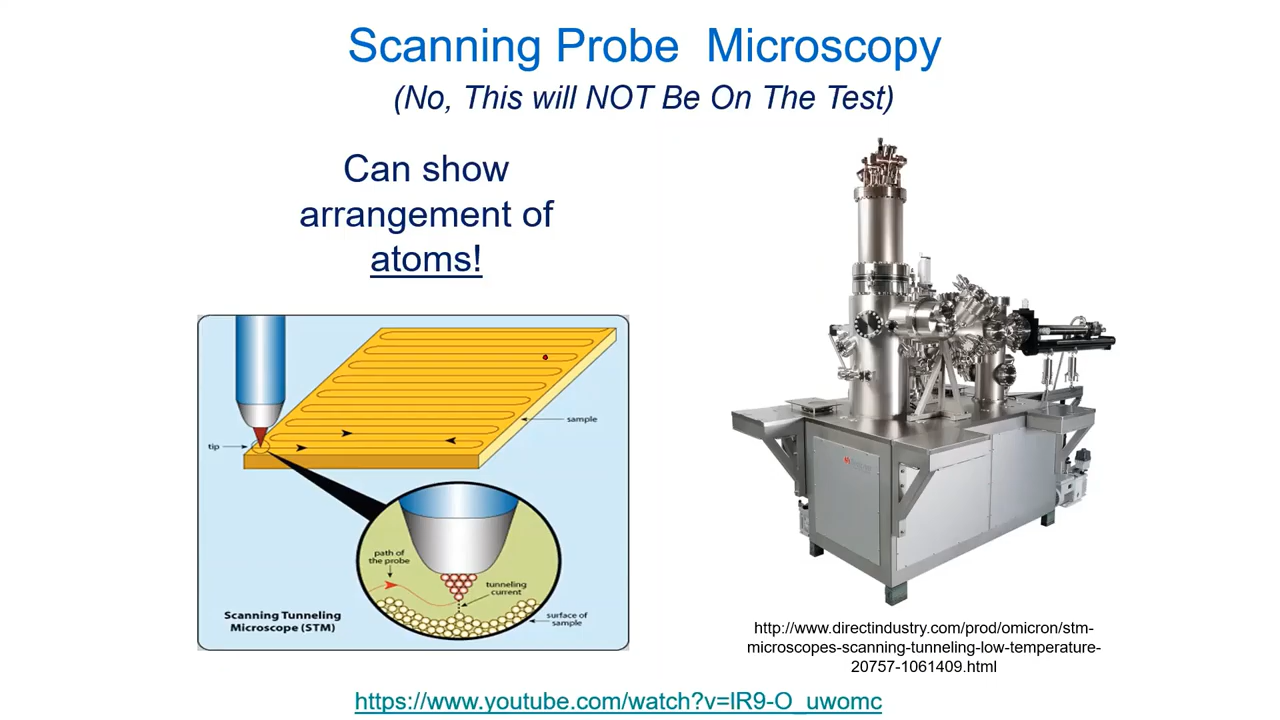 Scanning Probe Microscopy
(No, This will NOT Be On The Test)
Can show
arrangement of
atoms!
tip
sample
path of
the probe
tunneling
current
surface of
sample
Scanning Tunneling
Microscope (STM)
http://www.directindustry.com/prod/omicron/stm-
microscopes-scanning-tunneling-low-temperature-
20757-1061409.html
https://www.youtube.com/watch?v=lR9-O_uwomc